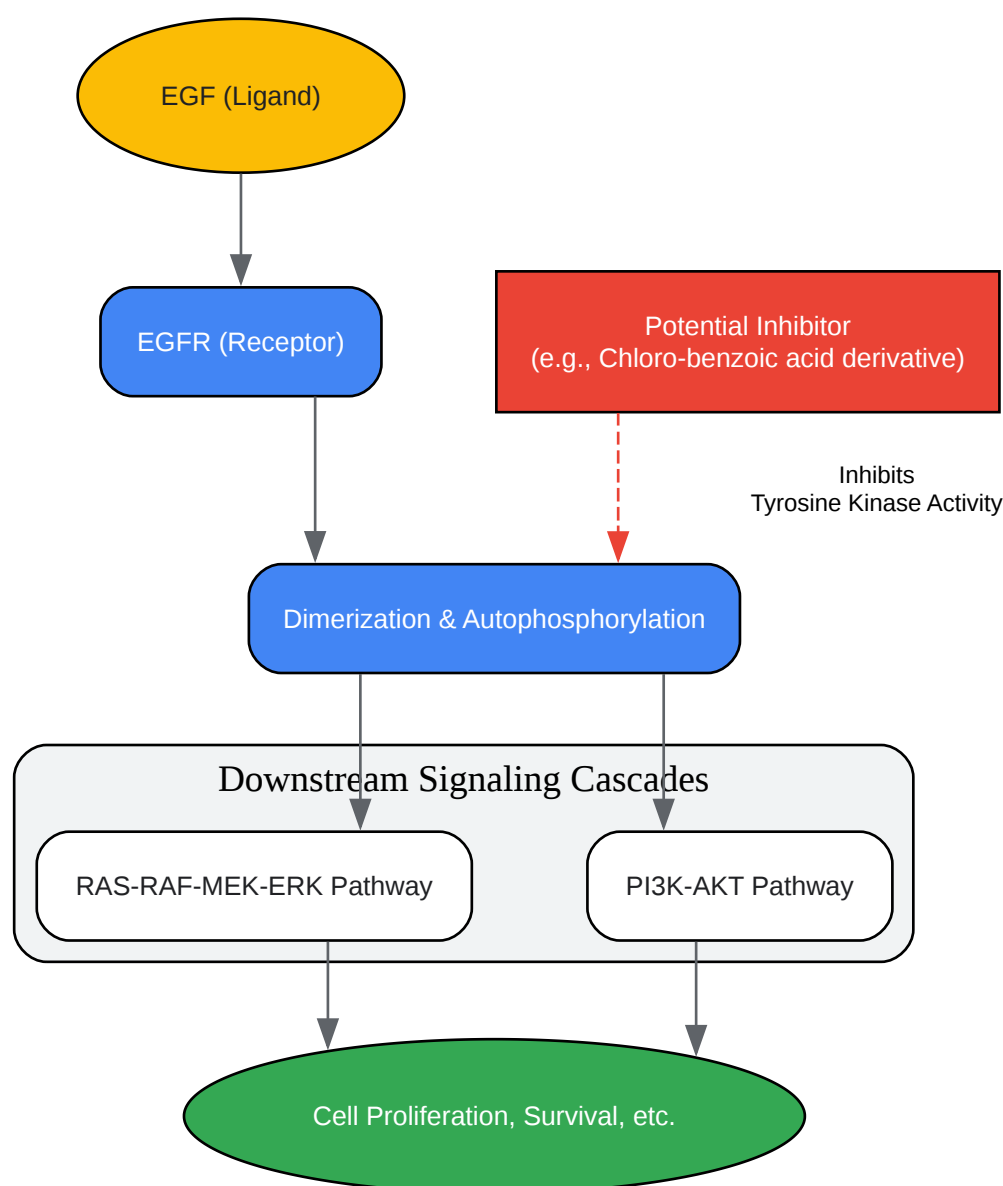 EGF (Ligand)
EGFR (Receptor)
Potential Inhibitor
(e.g., Chloro-benzoic acid derivative)
Inhibits
Tyrosine Kinase Activity
Dimerization & Autophosphorylation
Downstream Signaling Cascades
RAS-RAF-MEK-ERK Pathway
PI3K-AKT Pathway
Cell Proliferation, Survival, etc.